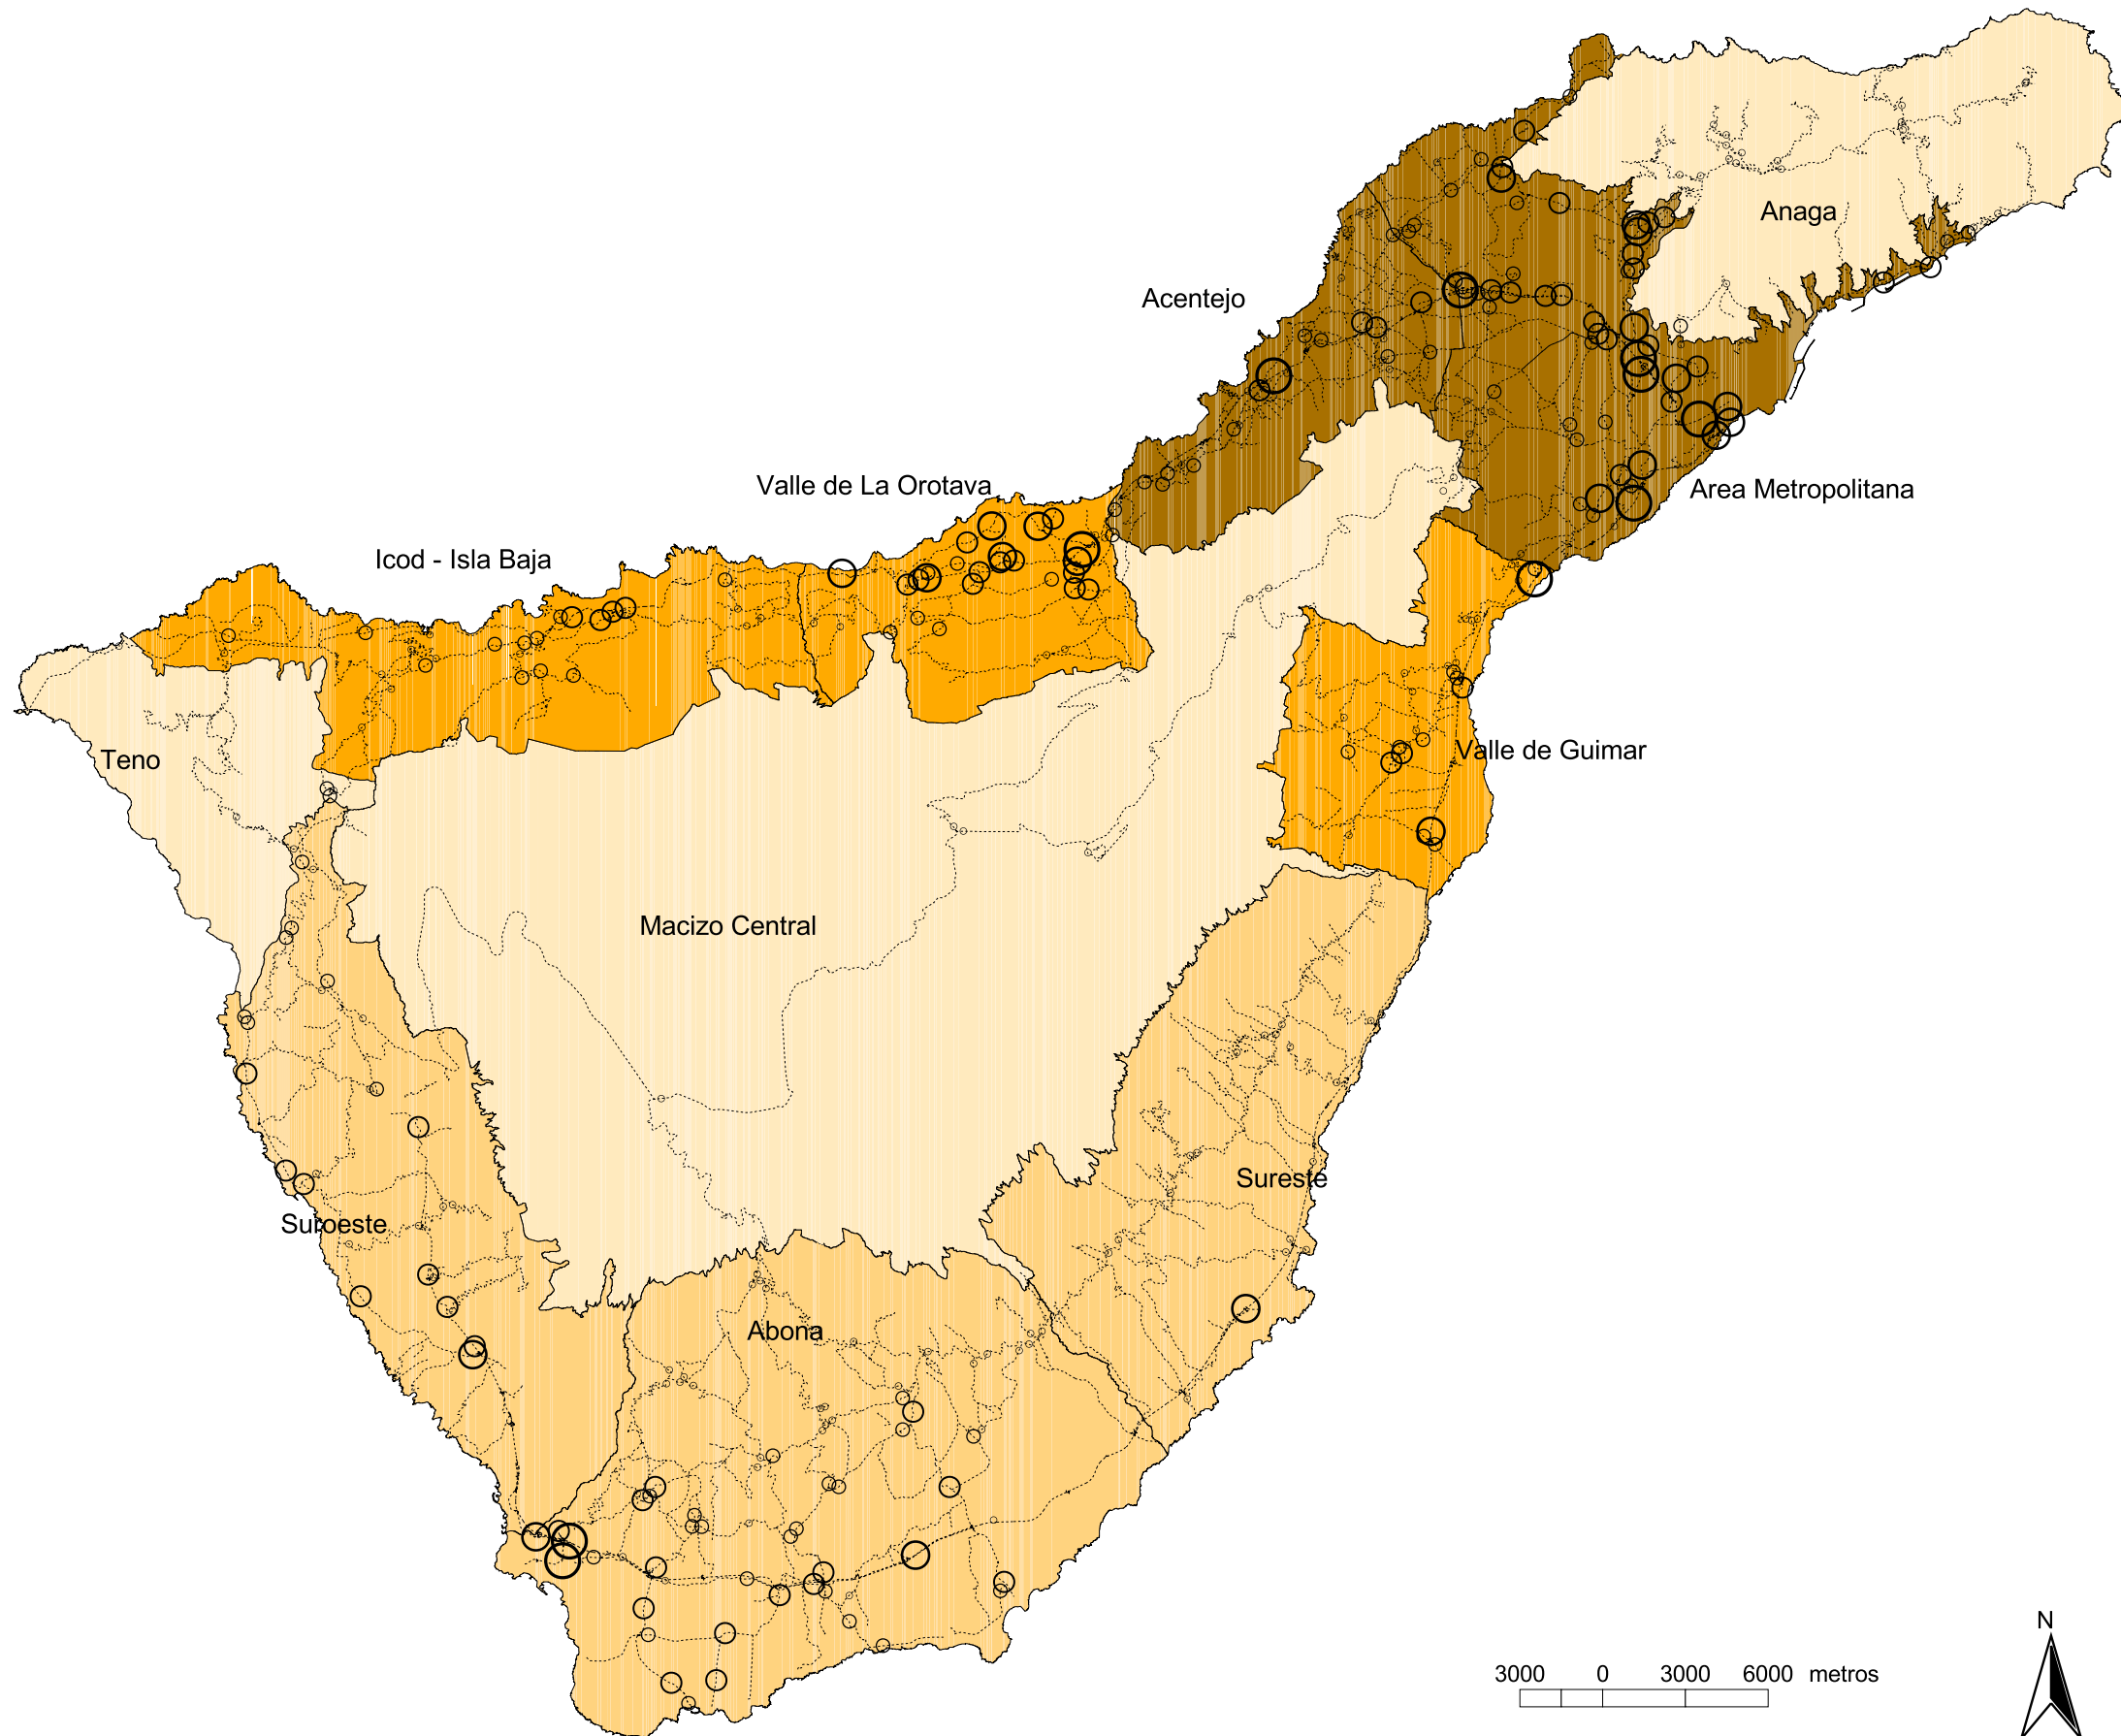 Anaga
Acentejo
Valle de La Orotava
Area Metropolitana
Icod - Isla Baja
Teno
Valle de Guimar
Macizo Central
Sureste
Suroeste
Abona
N
3000 0 3000 6000 metros